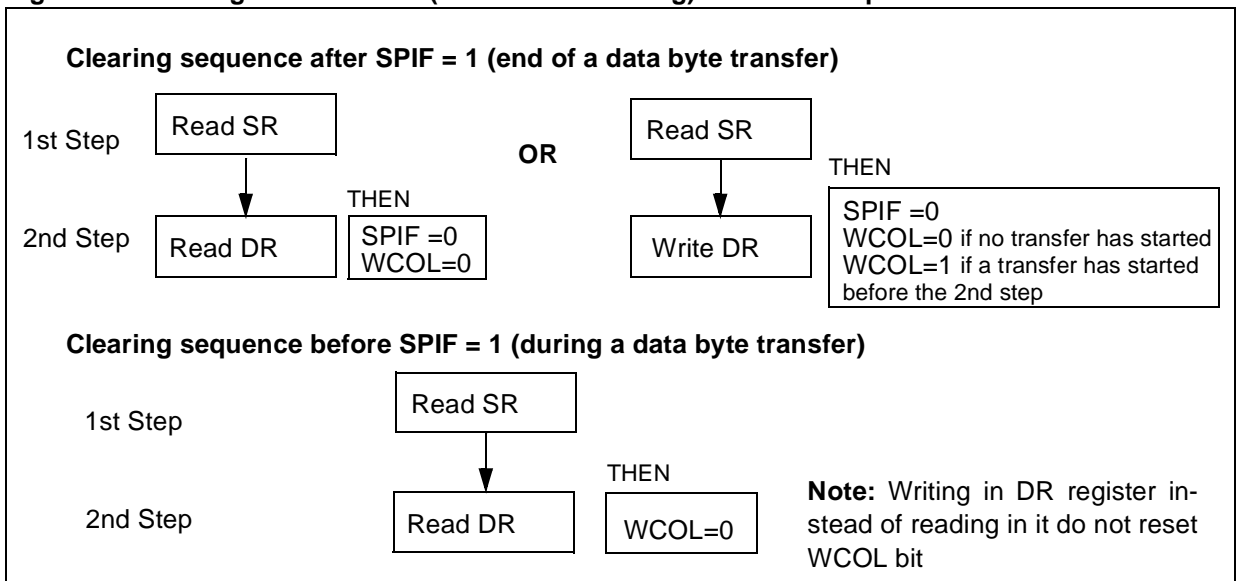 Clearing sequence after SPIF = 1 (end of a data byte transfer)
1st Step
Read SR
OR
Read SR
THEN
THEN
2nd Step
Read DR
SPIF =0
WCOL=0
Write DR
SPIF =0
WCOL=0 if no transfer has started
WCOL=1 if a transfer has started
before the 2nd step
Clearing sequence before SPIF = 1 (during a data byte transfer)
1st Step
Read SR
THEN
2nd Step
Read DR
WCOL=0
Note: Writing in DR register in-
stead of reading in it do not reset
WCOL bit